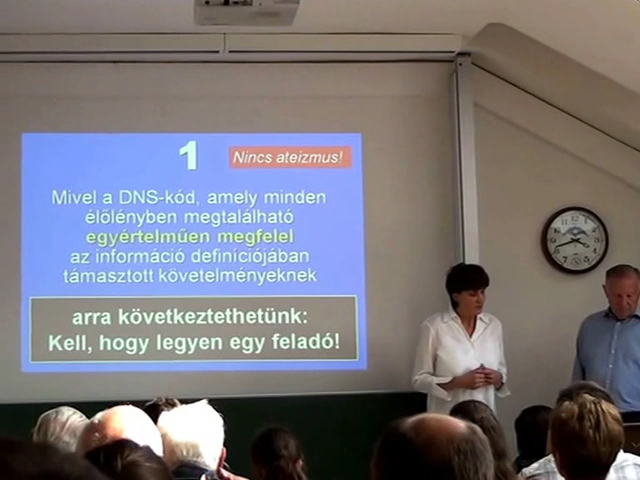 1
Nincs ateizmus!
Mivel a DNS-kód, amely minden
élőlényben megtalálható
egyértelműen megfelel
az információ definíciójában
támasztott követelményeknek
arra következtethetünk:
Kell, hogy legyen egy feladó!